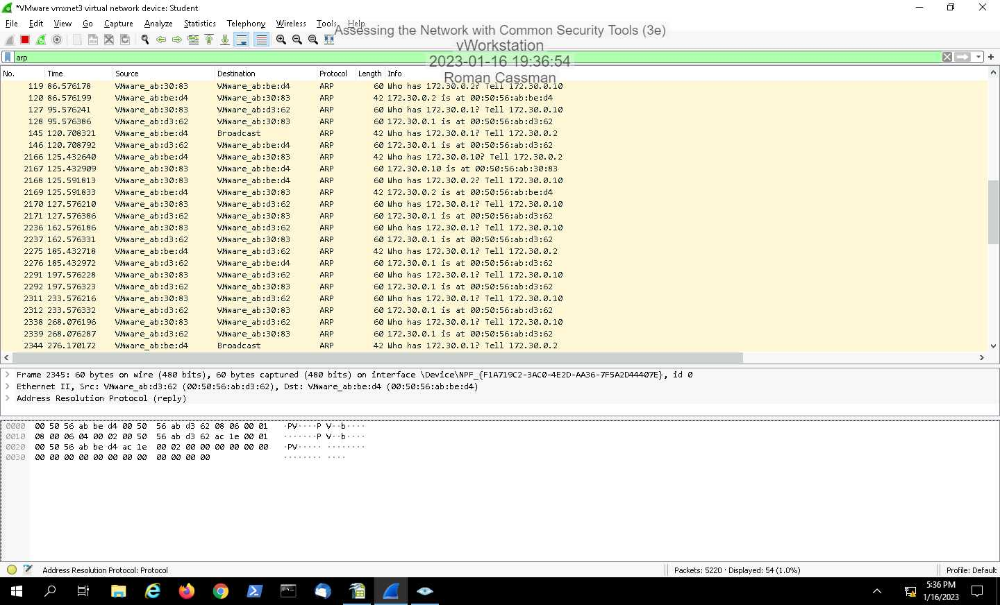 *VMware vmxnet3 virtual network device: Student
File Edit View Go Capture Analyze Statistics Telephony Wireless Tools Help
Assessing the Network with Common Security Tools (3e)
vWorkstation
2023-01-16 19:36:54
Roman Cassman
arp
No. Time Source Destination Protocol Length Info
119 86.576178 VMware_ab:30:83 VMware_ab:be:d4 ARP 60 Who has 172.30.0.2? Tell 172.30.0.10
120 86.576199 VMware_ab:be:d4 VMware_ab:30:83 ARP 42 172.30.0.2 is at 00:50:56:ab:be:d4
127 95.576241 VMware_ab:30:83 VMware_ab:d3:62 ARP 60 Who has 172.30.0.1? Tell 172.30.0.10
128 95.576386 VMware_ab:d3:62 VMware_ab:30:83 ARP 60 172.30.0.1 is at 00:50:56:ab:d3:62
145 120.708321 VMware_ab:be:d4 Broadcast ARP 42 Who has 172.30.0.1? Tell 172.30.0.2
146 120.708792 VMware_ab:d3:62 VMware_ab:be:d4 ARP 60 172.30.0.1 is at 00:50:56:ab:d3:62
2166 125.432640 VMware_ab:be:d4 VMware_ab:30:83 ARP 42 Who has 172.30.0.10? Tell 172.30.0.2
2167 125.432909 VMware_ab:30:83 VMware_ab:be:d4 ARP 60 172.30.0.10 is at 00:50:56:ab:30:83
2168 125.591813 VMware_ab:30:83 VMware_ab:be:d4 ARP 60 Who has 172.30.0.2? Tell 172.30.0.10
2169 125.591833 VMware_ab:be:d4 VMware_ab:30:83 ARP 42 172.30.0.2 is at 00:50:56:ab:be:d4
2170 127.576210 VMware_ab:30:83 VMware_ab:d3:62 ARP 60 Who has 172.30.0.1? Tell 172.30.0.10
2171 127.576386 VMware_ab:d3:62 VMware_ab:30:83 ARP 60 172.30.0.1 is at 00:50:56:ab:d3:62
2236 162.576186 VMware_ab:30:83 VMware_ab:d3:62 ARP 60 Who has 172.30.0.1? Tell 172.30.0.10
2237 162.576331 VMware_ab:d3:62 VMware_ab:30:83 ARP 60 172.30.0.1 is at 00:50:56:ab:d3:62
2275 185.432718 VMware_ab:be:d4 VMware_ab:d3:62 ARP 42 Who has 172.30.0.1? Tell 172.30.0.2
2276 185.432972 VMware_ab:d3:62 VMware_ab:be:d4 ARP 60 172.30.0.1 is at 00:50:56:ab:d3:62
2291 197.576228 VMware_ab:30:83 VMware_ab:d3:62 ARP 60 Who has 172.30.0.1? Tell 172.30.0.10
2292 197.576323 VMware_ab:d3:62 VMware_ab:30:83 ARP 60 172.30.0.1 is at 00:50:56:ab:d3:62
2311 233.576216 VMware_ab:30:83 VMware_ab:d3:62 ARP 60 Who has 172.30.0.1? Tell 172.30.0.10
2312 233.576332 VMware_ab:d3:62 VMware_ab:30:83 ARP 60 172.30.0.1 is at 00:50:56:ab:d3:62
2338 268.076196 VMware_ab:30:83 VMware_ab:d3:62 ARP 60 Who has 172.30.0.1? Tell 172.30.0.10
2339 268.076287 VMware_ab:d3:62 VMware_ab:30:83 ARP 60 172.30.0.1 is at 00:50:56:ab:d3:62
2344 276.170172 VMware_ab:be:d4 Broadcast ARP 42 Who has 172.30.0.1? Tell 172.30.0.2
Frame 2345: 60 bytes on wire (480 bits), 60 bytes captured (480 bits) on interface \Device\NPF_{F1A719C2-3AC0-4E2D-AA36-7F5A2D44407E}, id 0
Ethernet II, Src: VMware_ab:d3:62 (00:50:56:ab:d3:62), Dst: VMware_ab:be:d4 (00:50:56:ab:be:d4)
Address Resolution Protocol (reply)
0000 00 50 56 ab be d4 00 50 56 ab d3 62 08 06 00 01 ·PV····P V··b····
0010 08 00 06 04 00 02 00 50 56 ab d3 62 ac 1e 00 01 ·······P V··b····
0020 00 50 56 ab be d4 ac 1e 00 02 00 00 00 00 00 00 ·PV····· ········
0030 00 00 00 00 00 00 00 00 00 00 00 00 ········ ····
Address Resolution Protocol: Protocol Packets: 5220 · Displayed: 54 (1.0%) Profile: Default
5:36 PM
1/16/2023